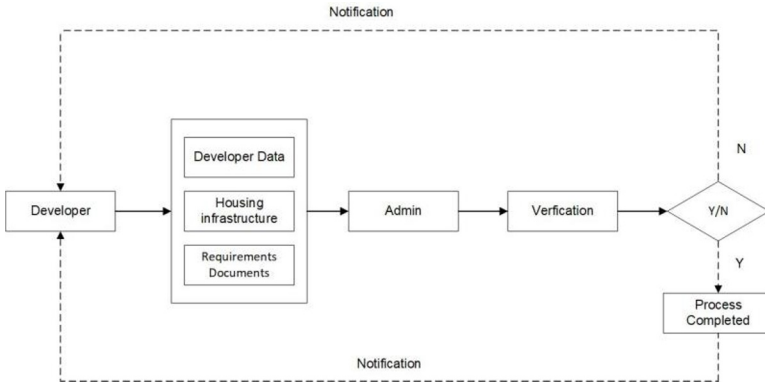 Notification
N
Developer Data
Developer
Housing
infrastructure
Admin
Verfication
Y/N
Requirements
Documents
Y
Process
Completed
Notification